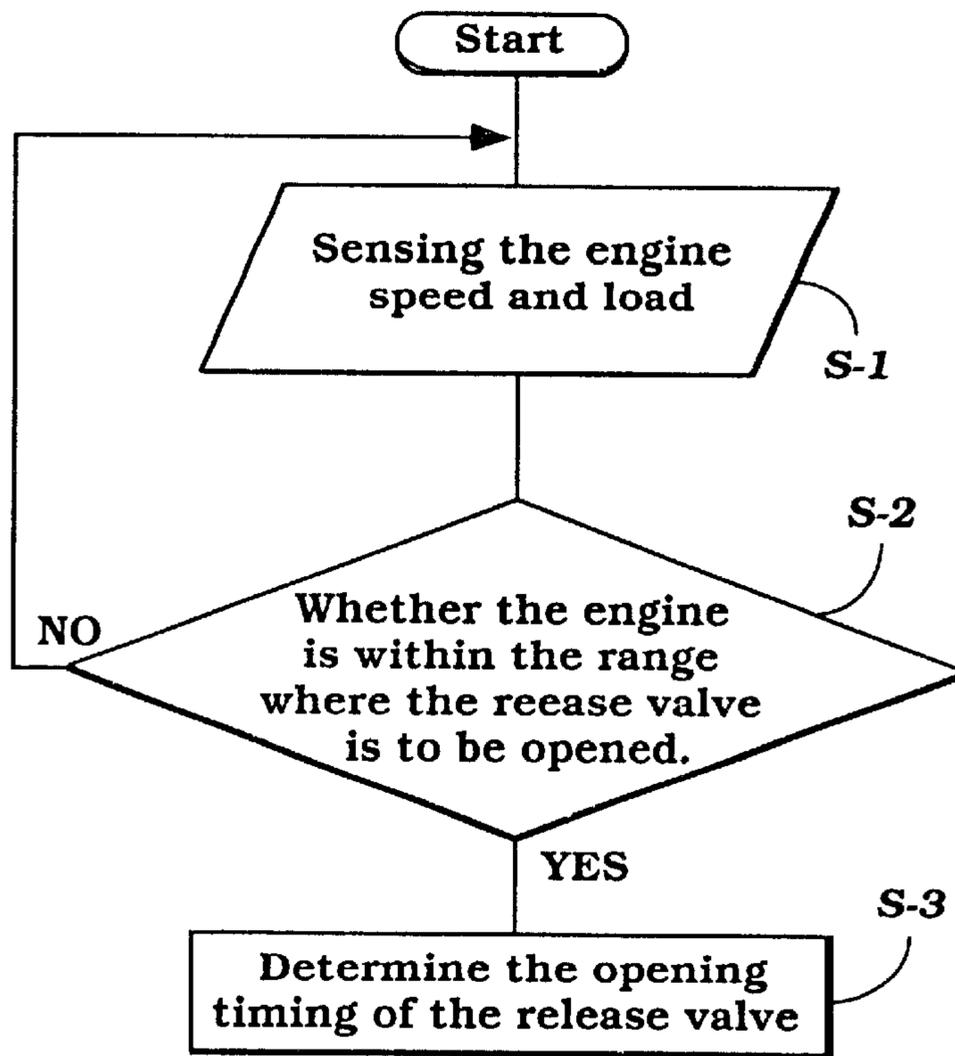 Start
Sensing the engine
speed and load
S-1
S-2
Whether the engine
is within the range
where the reease valve
is to be opened.
NO
YES
S-3
Determine the opening
timing of the release valve